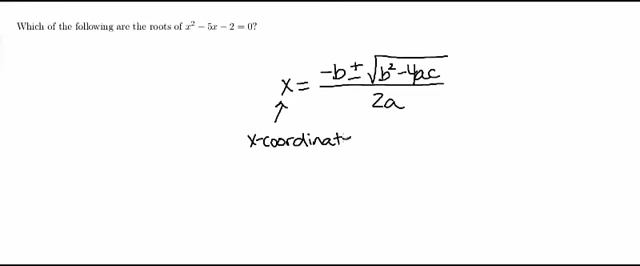 Which of the following are the roots of x² − 5x − 2 = 0?
x = (-b ± √(b² - 4ac)) / 2a
x-coordinat